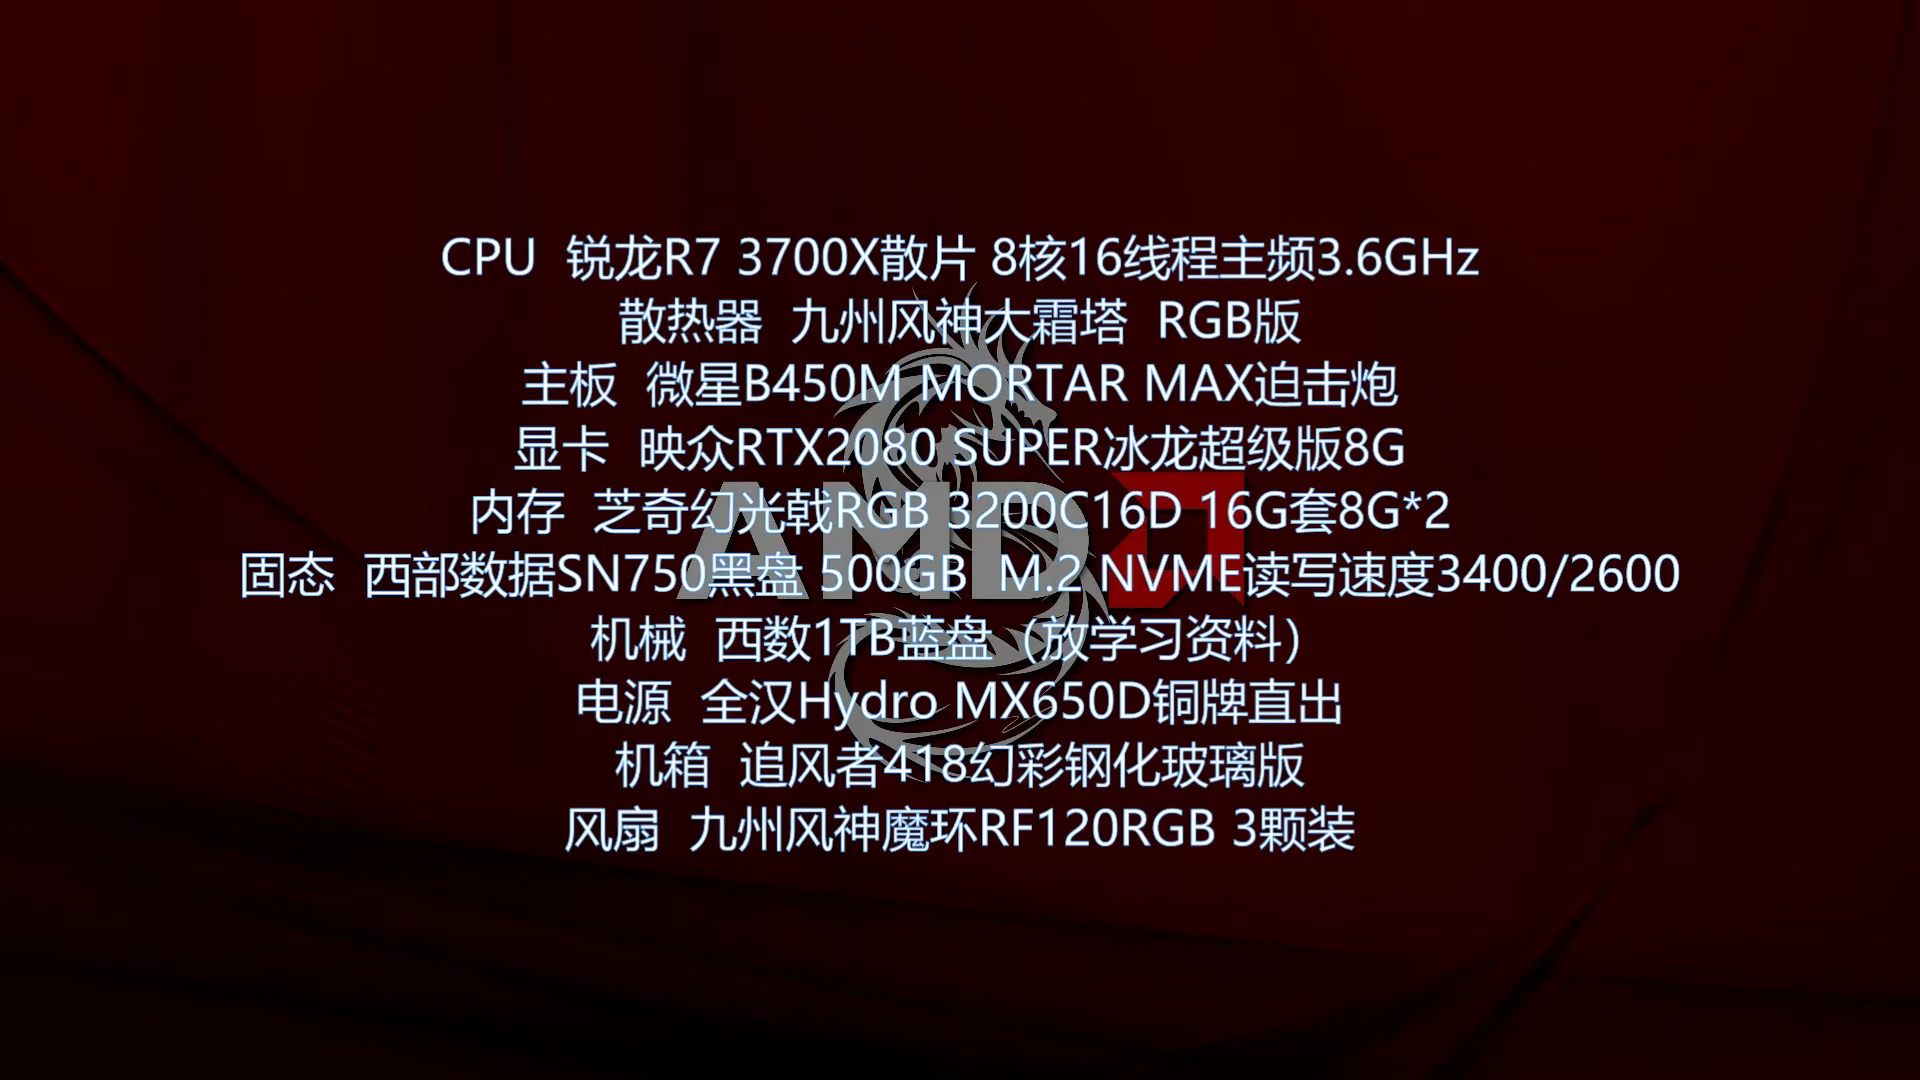 CPU 锐龙R7 3700X散片 8核16线程主频3.6GHz
散热器 九州风神大霜塔 RGB版
主板 微星B450M MORTAR MAX迫击炮
显卡 映众RTX2080 SUPER冰龙超级版8G
内存 芝奇幻光戟RGB 3200C16D 16G套8G*2
固态 西部数据SN750黑盘 500GB M.2 NVME读写速度3400/2600
机械 西数1TB蓝盘（放学习资料）
电源 全汉Hydro MX650D铜牌直出
机箱 追风者418幻彩钢化玻璃版
风扇 九州风神魔环RF120RGB 3颗装
AMD